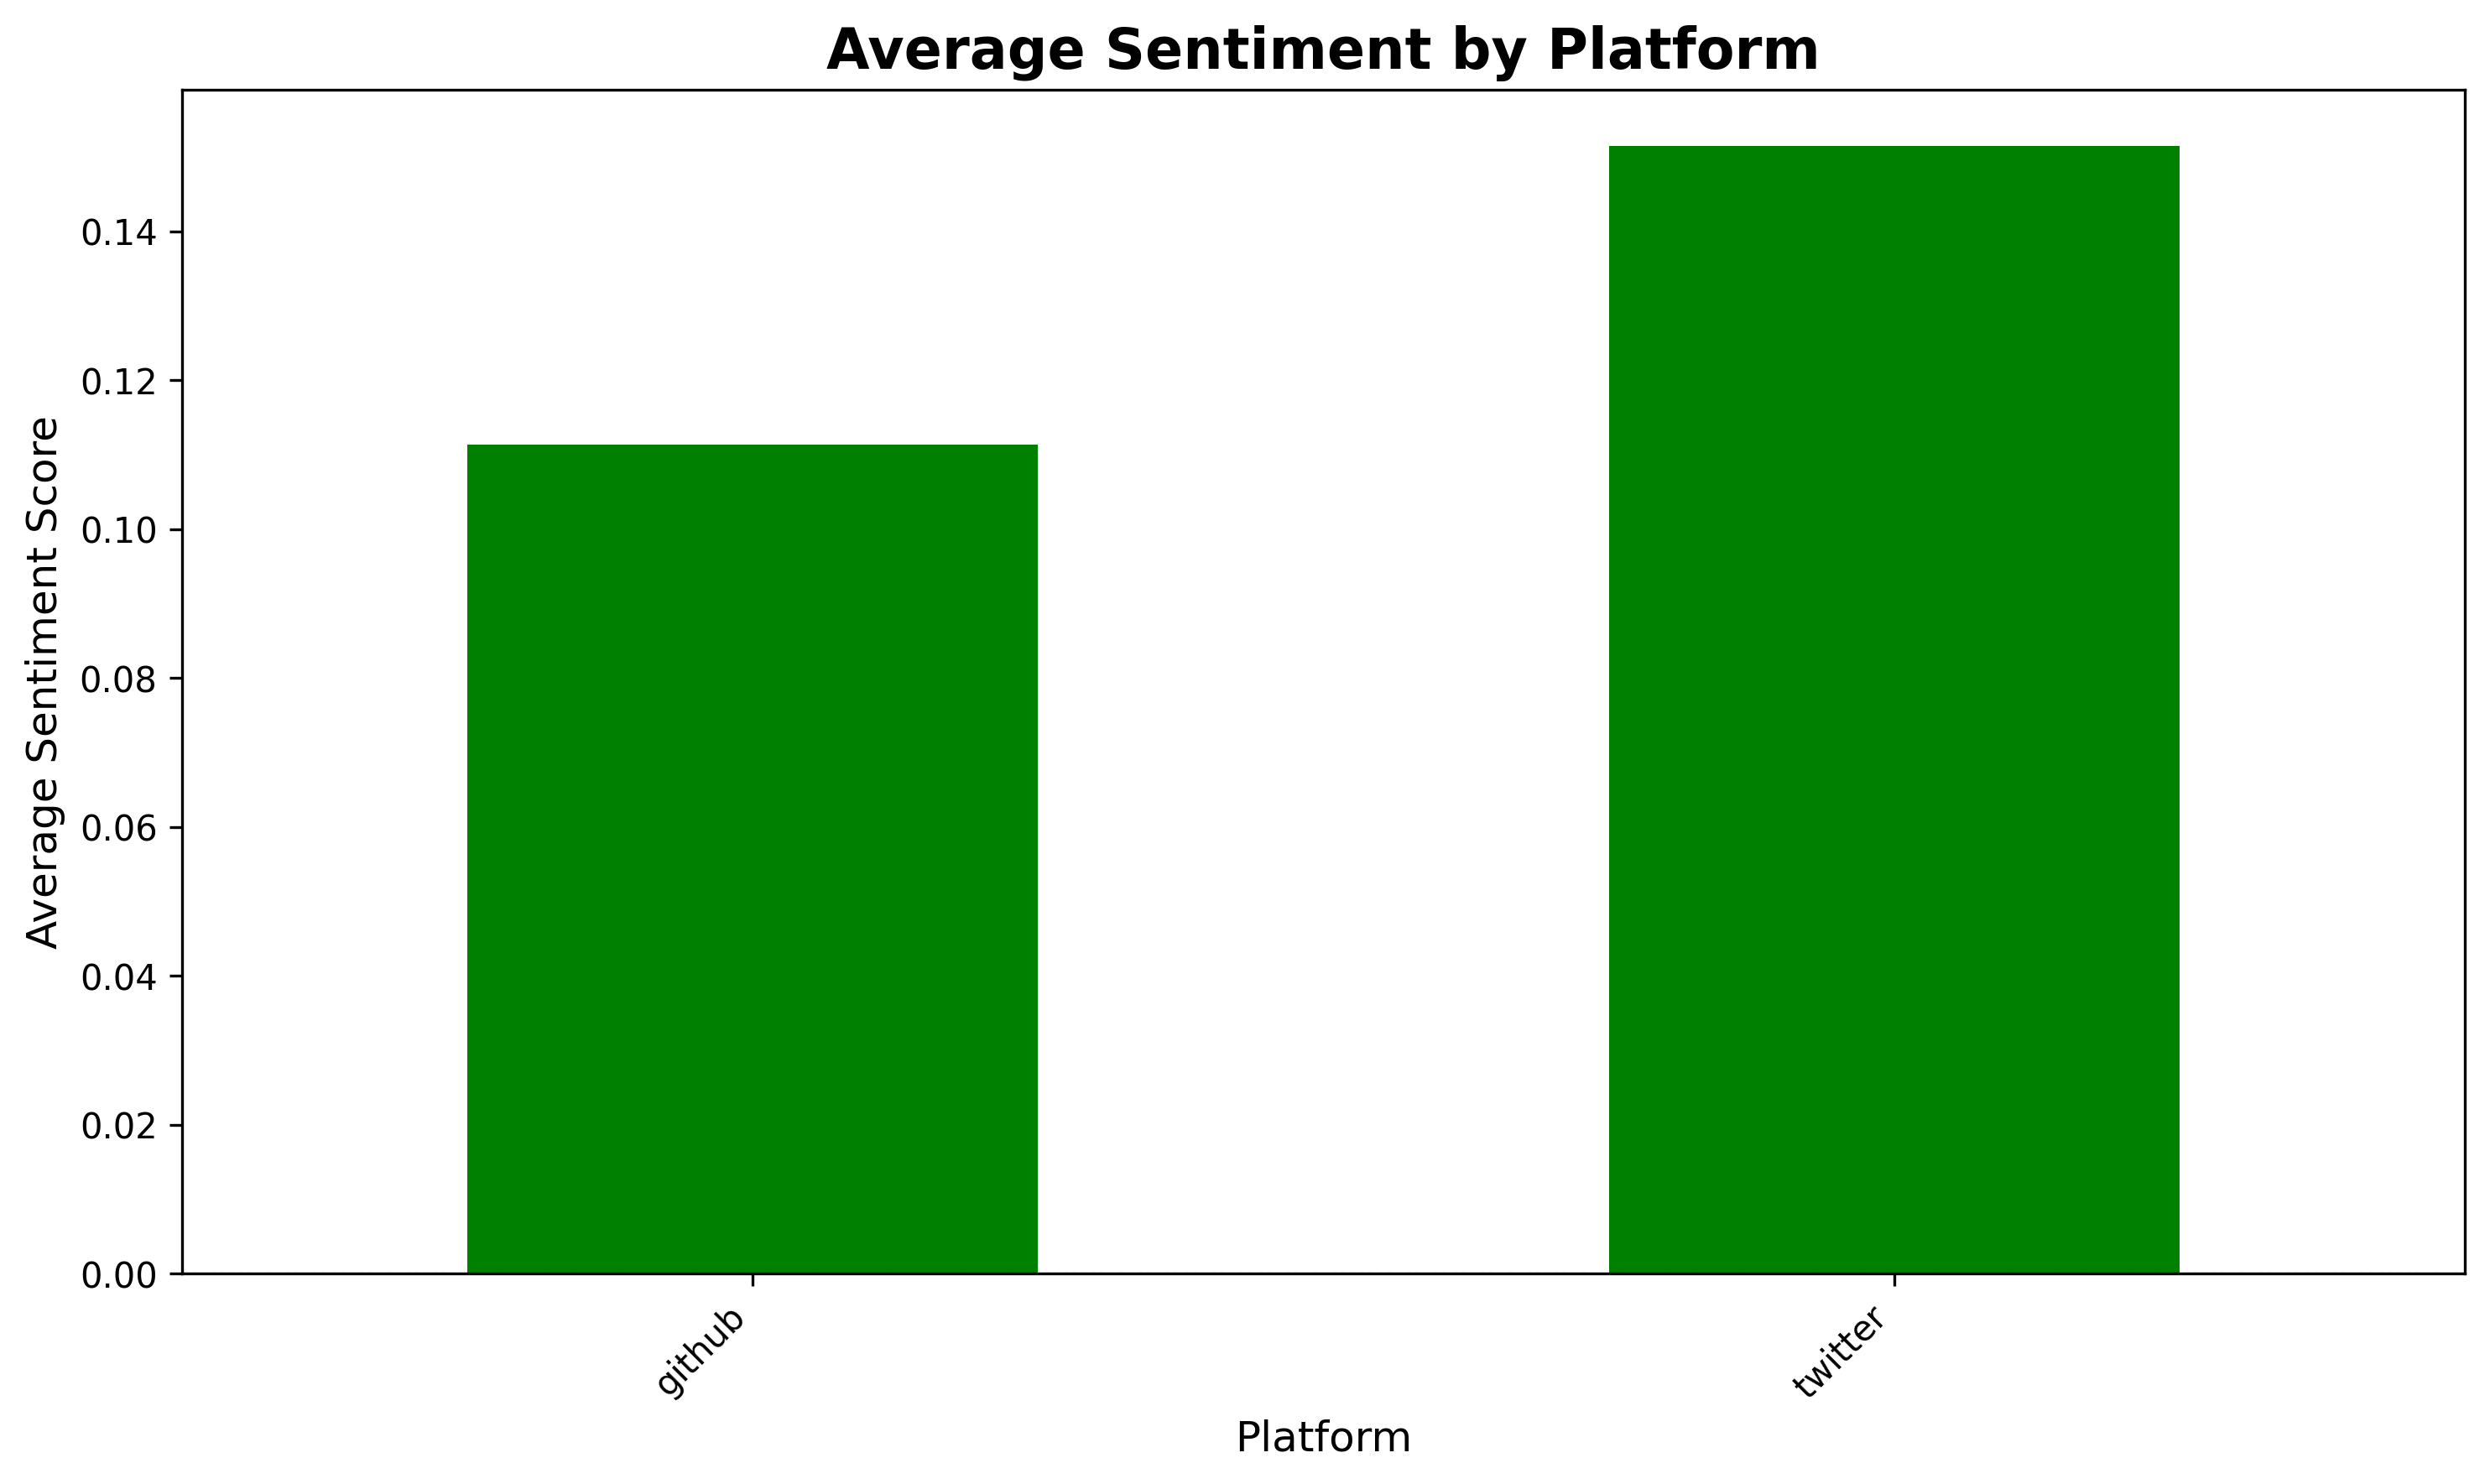 Average Sentiment by Platform
Average Sentiment Score
0.14
0.12
0.10
0.08
0.06
0.04
0.02
0.00
github
twitter
Platform